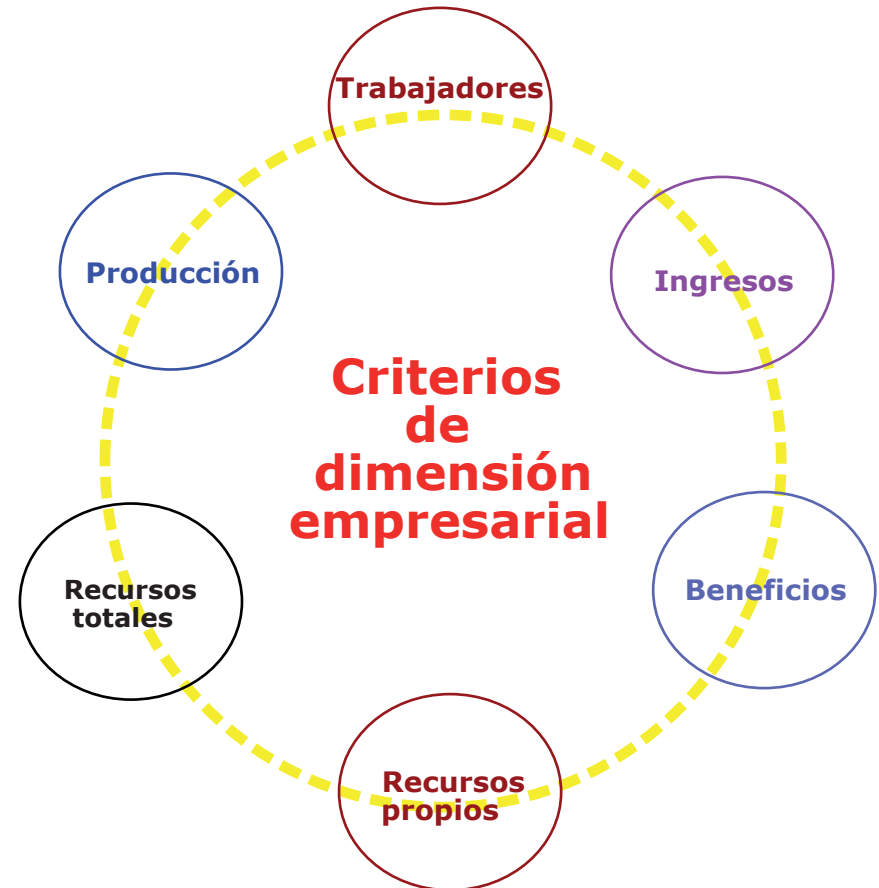 Trabajadores
Producción
Ingresos
Criterios
de
dimensión
empresarial
Recursos
totales
Beneficios
Recursos
propios